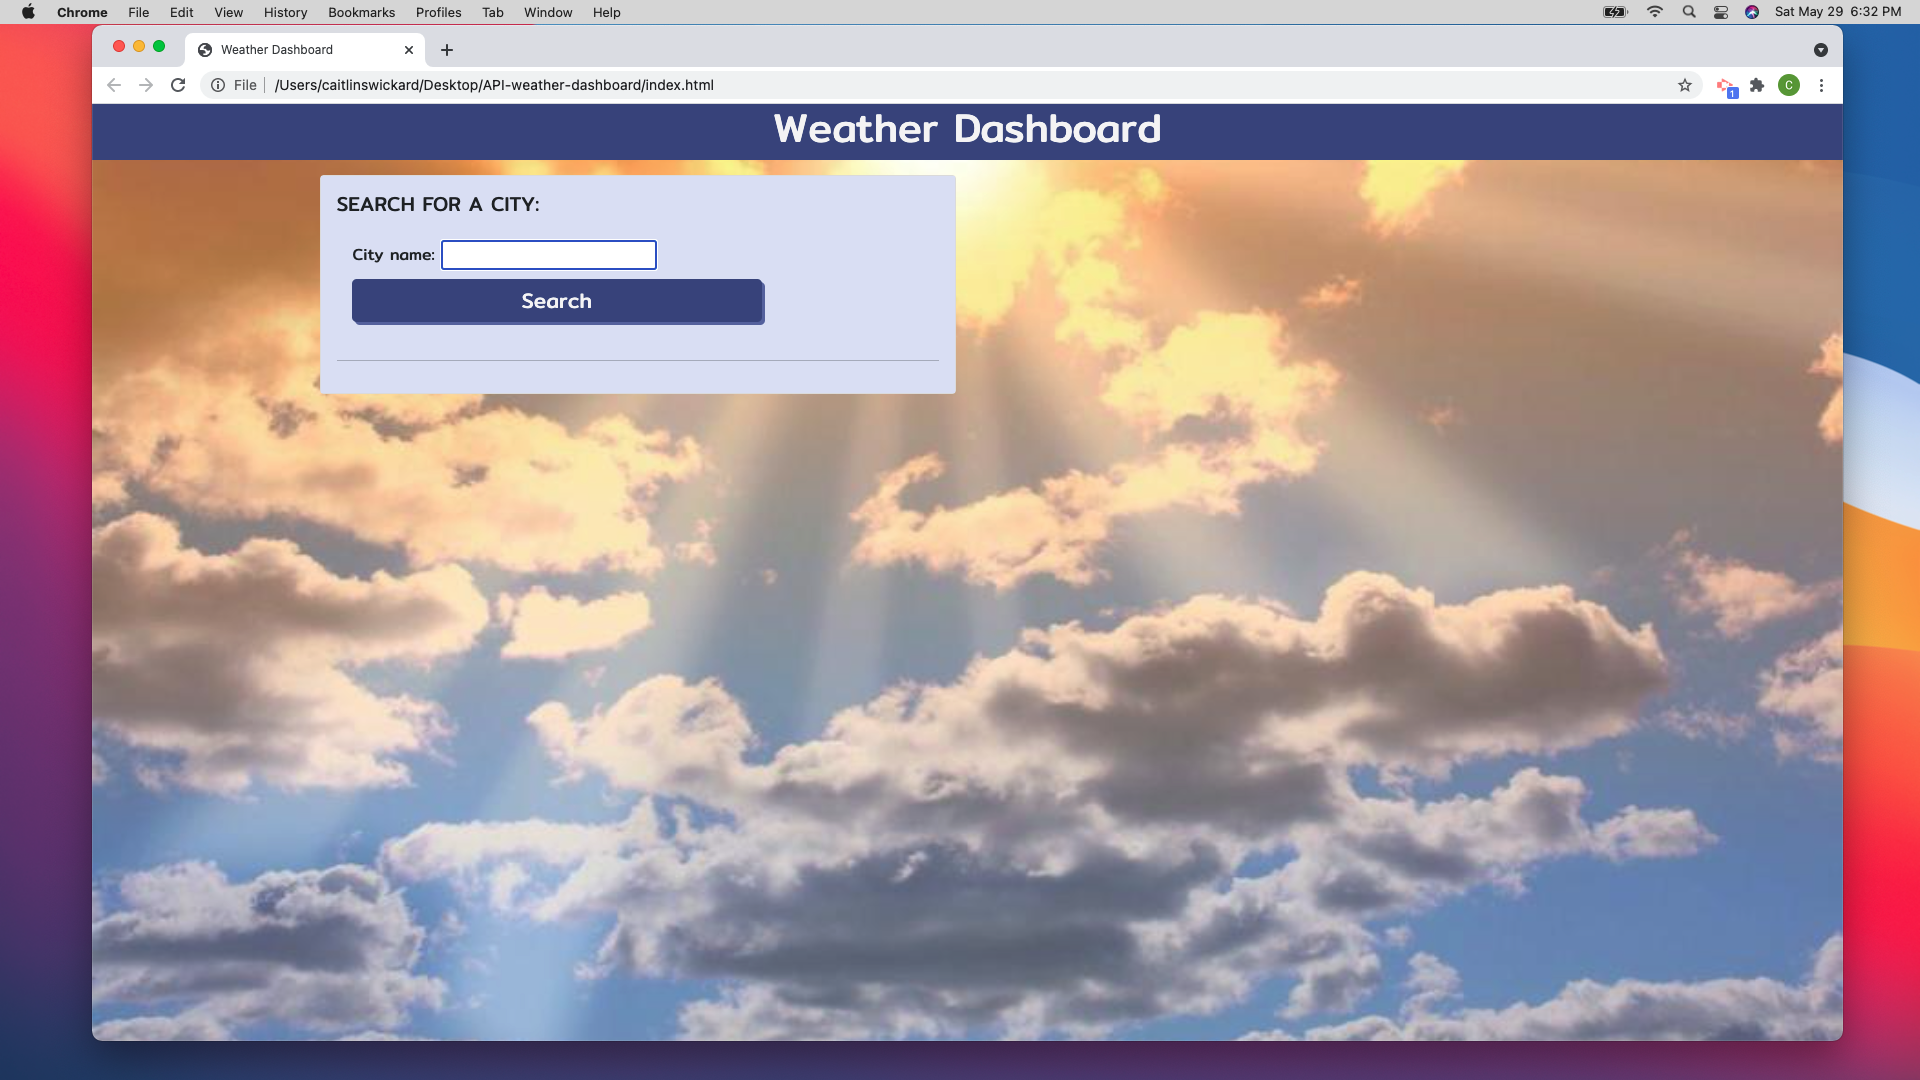 Chrome File Edit View History Bookmarks Profiles Tab Window Help Sat May 29 6:32 PM
Weather Dashboard
File /Users/caitlinswickard/Desktop/API-weather-dashboard/index.html 1 C
Weather Dashboard
SEARCH FOR A CITY:
City name:
Search